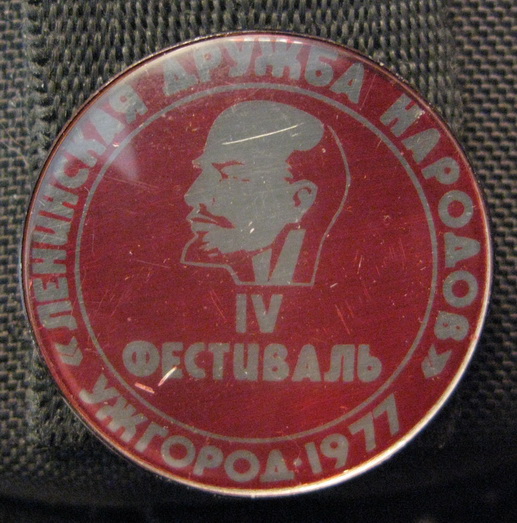 «ЛЕНИНСКАЯ ДРУЖБА НАРОДОВ»
IV
ФЕСТИВАЛЬ
УЖГОРОД·1977